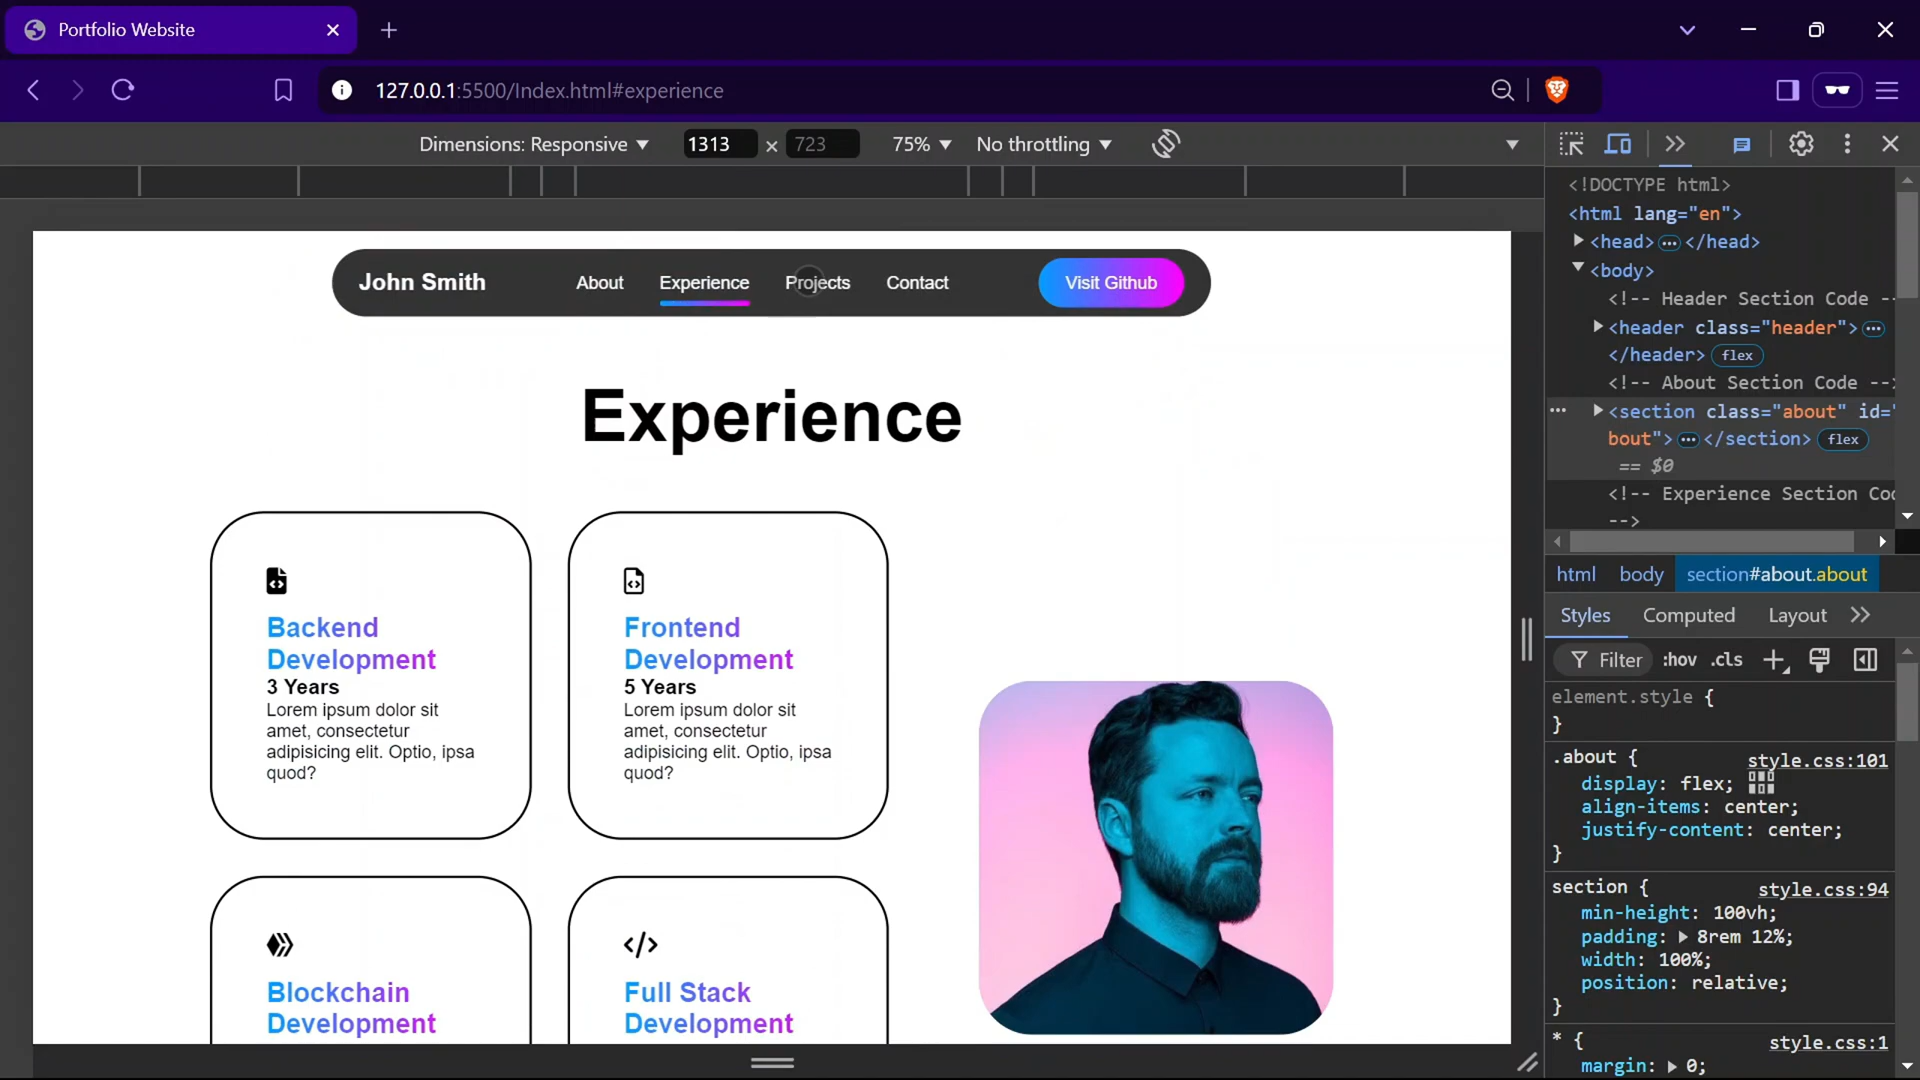 Portfolio Website
127.0.0.1:5500/Index.html#experience
Dimensions: Responsive 1313 × 723 75% No throttling
John Smith About Experience Projects Contact Visit Github
Experience
Backend
Development
3 Years
Lorem ipsum dolor sit
amet, consectetur
adipisicing elit. Optio, ipsa
quod?
Frontend
Development
5 Years
Lorem ipsum dolor sit
amet, consectetur
adipisicing elit. Optio, ipsa
quod?
Blockchain
Development
Full Stack
Development
<!DOCTYPE html>
<html lang="en">
<head> … </head>
<body>
<!-- Header Section Code --
<header class="header"> …
</header> flex
<!-- About Section Code -->
<section class="about" id="
bout"> … </section> flex
== $0
<!-- Experience Section Cod
-->
html body section#about.about
Styles Computed Layout
Filter :hov .cls
element.style {
}
.about { style.css:101
display: flex;
align-items: center;
justify-content: center;
}
section { style.css:94
min-height: 100vh;
padding: 8rem 12%;
width: 100%;
position: relative;
}
* { style.css:1
margin: 0;